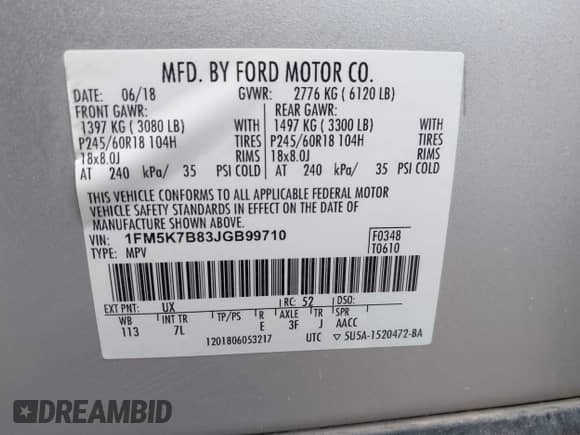 MFD. BY FORD MOTOR CO.
DATE: 06/18 GVWR: 2776 KG ( 6120 LB)
FRONT GAWR: REAR GAWR:
1397 KG ( 3080 LB) WITH 1497 KG ( 3300 LB) WITH
P245/60R18 104H TIRES P245/60R18 104H TIRES
18x8.0J RIMS 18x8.0J RIMS
AT 240 kPa/ 35 PSI COLD AT 240 kPa/ 35 PSI COLD
THIS VEHICLE CONFORMS TO ALL APPLICABLE FEDERAL MOTOR
VEHICLE SAFETY STANDARDS IN EFFECT ON THE DATE OF
MANUFACTURE SHOWN ABOVE.
VIN: 1FM5K7B83JGB99710 F0348
TYPE: MPV T0610
EXT PNT: UX RC: 52 DSO:
WB INT TR TP/PS R AXLE TR SPR
113 7L E 3F J AACC
1201806053217 UTC ▽ 5U5A-1520472-BA
DREAMBID